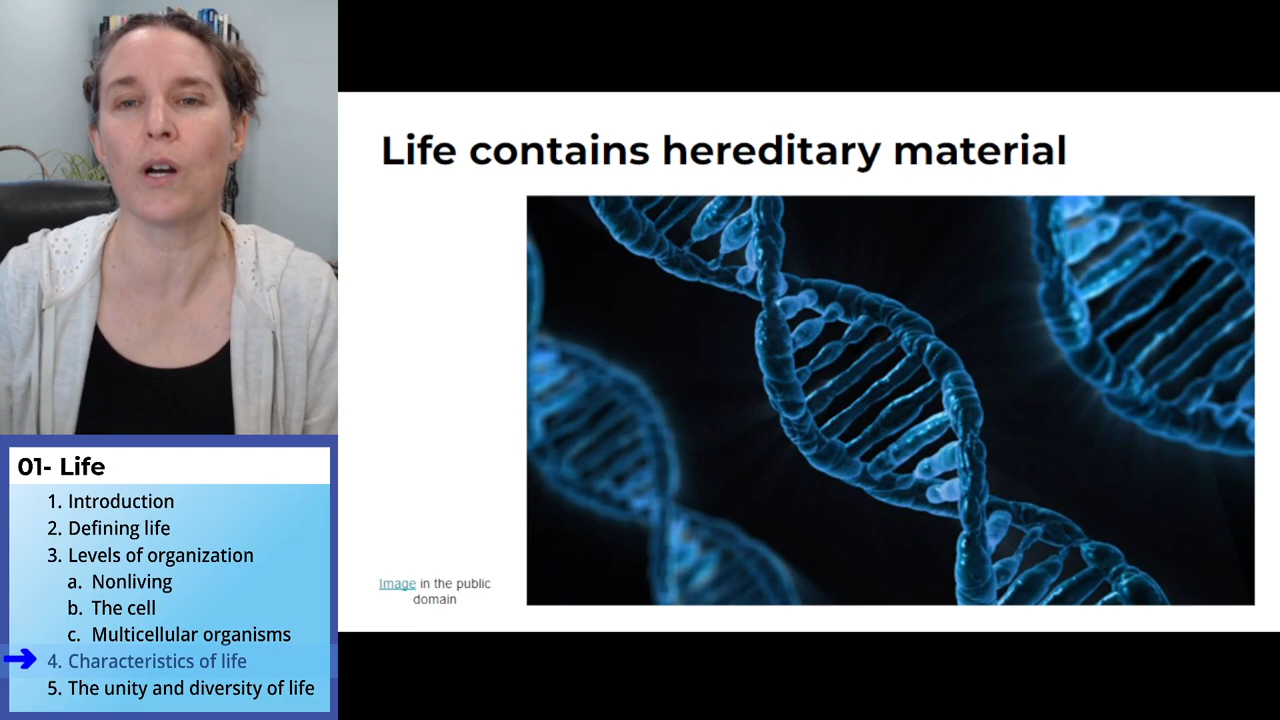 Life contains hereditary material
Image in the public
domain
01- Life
1. Introduction
2. Defining life
3. Levels of organization
a. Nonliving
b. The cell
c. Multicellular organisms
4. Characteristics of life
5. The unity and diversity of life